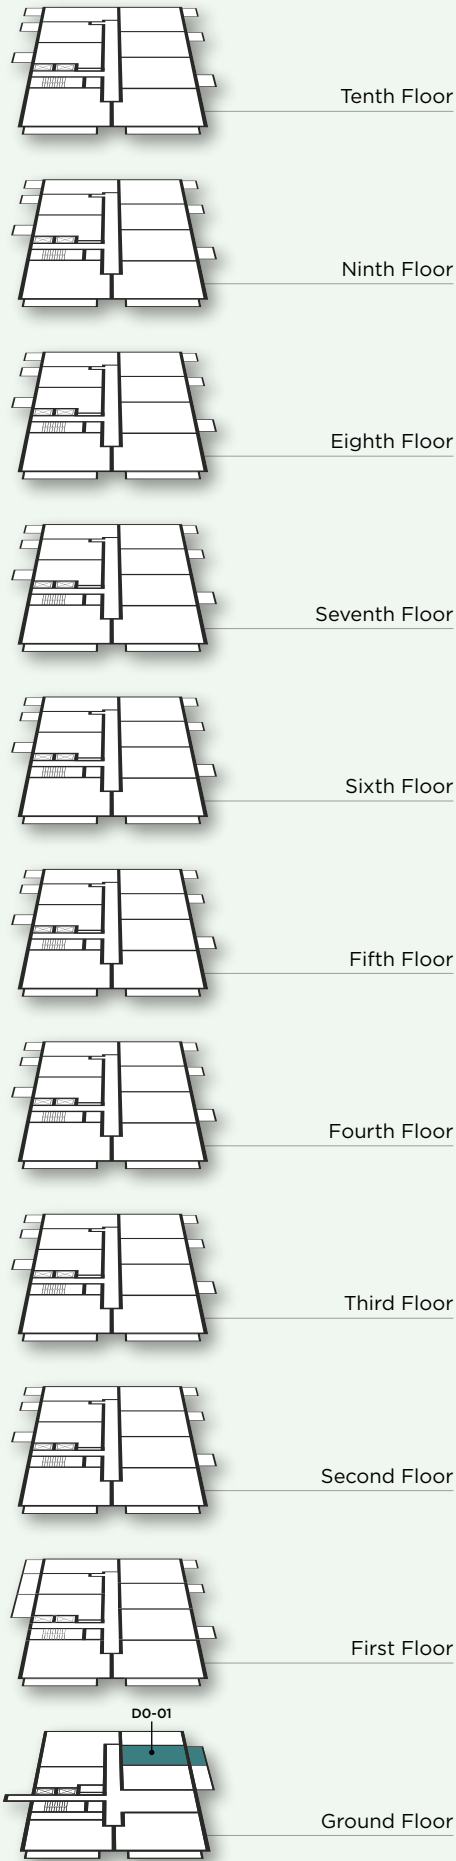 Tenth Floor
Ninth Floor
Eighth Floor
Seventh Floor
Sixth Floor
Fifth Floor
Fourth Floor
Third Floor
Second Floor
First Floor
D0-01
Ground Floor